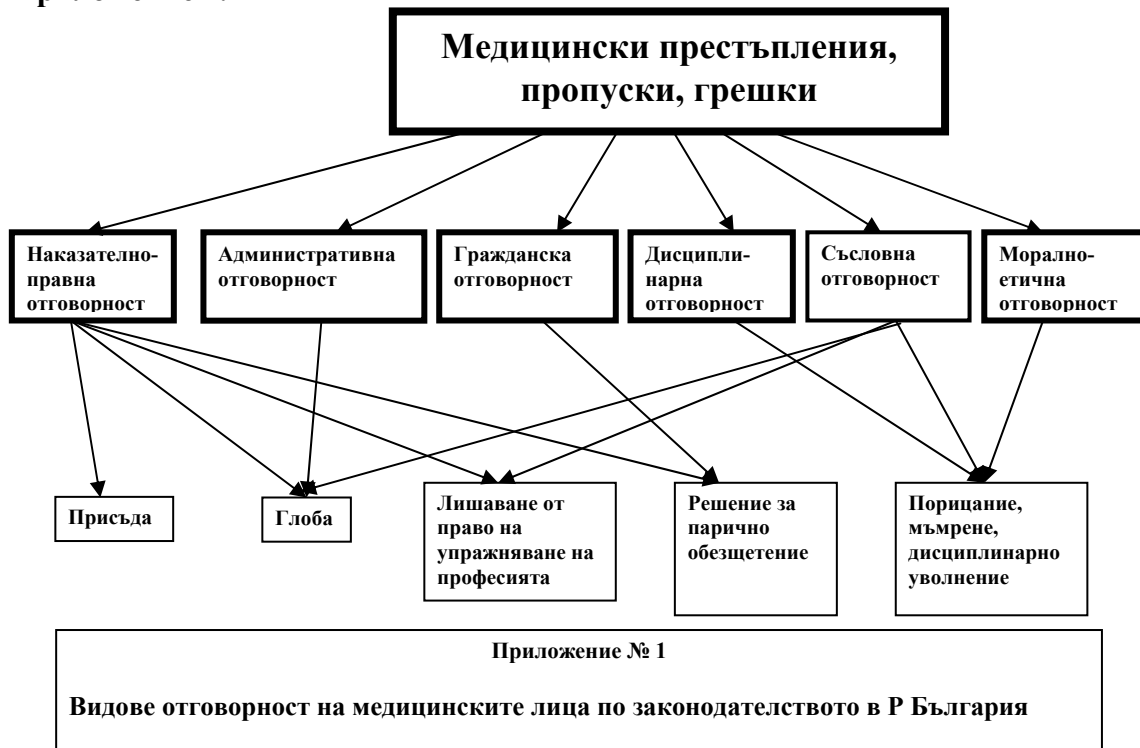 Медицински престъпления,
пропуски, грешки
Наказателно-
правна
отговорност
Административна
отговорност
Гражданска
отговорност
Дисципли-
нарна
отговорност
Съсловна
отговорност
Морално-
етична
отговорност
Присъда
Глоба
Лишаване от
право на
упражняване на
професията
Решение за
парично
обезщетение
Порицание,
мъмрене,
дисциплинарно
уволнение
Приложение № 1
Видове отговорност на медицинските лица по законодателството в Р България